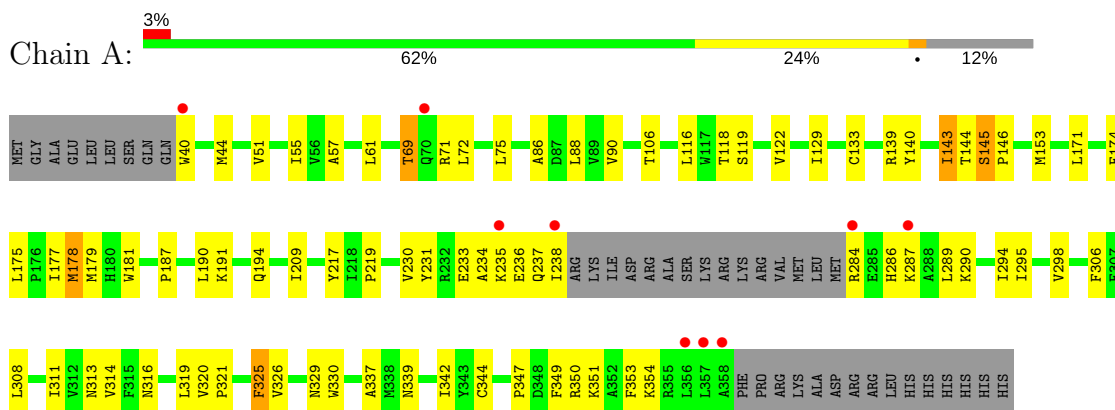 3%
Chain A:
62% 24% • 12%
MET GLY ALA GLU LEU LEU SER GLN GLN W40 M44 V51 I55 V56 A57 L61 T69 Q70 R71 L72 L75 A86 D87 L88 V89 V90 T106 L116 W117 T118 S119 V122 I129 C133 R139 Y140 I143 T144 S145 P146 M153 L171
L175 P176 I177 M178 M179 H180 W181 P187 L190 K191 Q194 I209 Y217 I218 P219 V230 Y231 R232 E233 A234 K235 E236 Q237 I238 ARG LYS ILE ASP ARG ALA SER LYS ARG LYS ARG VAL MET LEU MET R284 E285 H286 K287 A288 L289 K290 I294 I295 V298 F306
L308 I311 V312 N313 V314 F315 N316 L319 V320 P321 F325 V326 N329 W330 A337 M338 N339 I342 Y343 C344 P347 D348 F349 R350 K351 A352 F353 K354 R355 L356 L357 A358 PHE PRO ARG LYS ALA ASP ARG ARG LEU HIS HIS HIS HIS HIS HIS